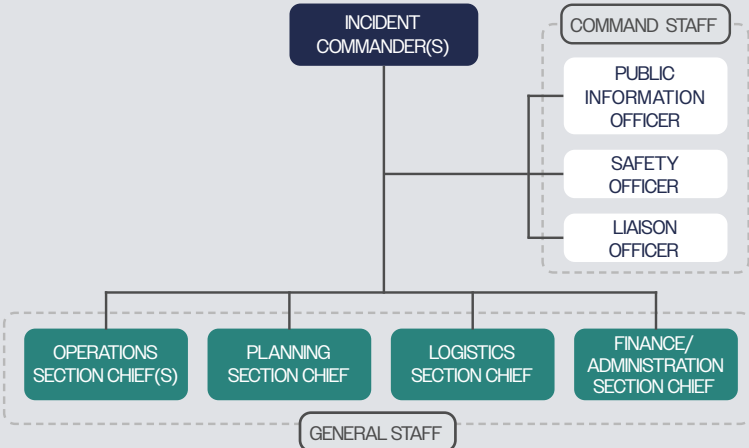 INCIDENT
COMMANDER(S)
COMMAND STAFF
PUBLIC
INFORMATION
OFFICER
SAFETY
OFFICER
LIAISON
OFFICER
OPERATIONS
SECTION CHIEF(S)
PLANNING
SECTION CHIEF
LOGISTICS
SECTION CHIEF
FINANCE/
ADMINISTRATION
SECTION CHIEF
GENERAL STAFF